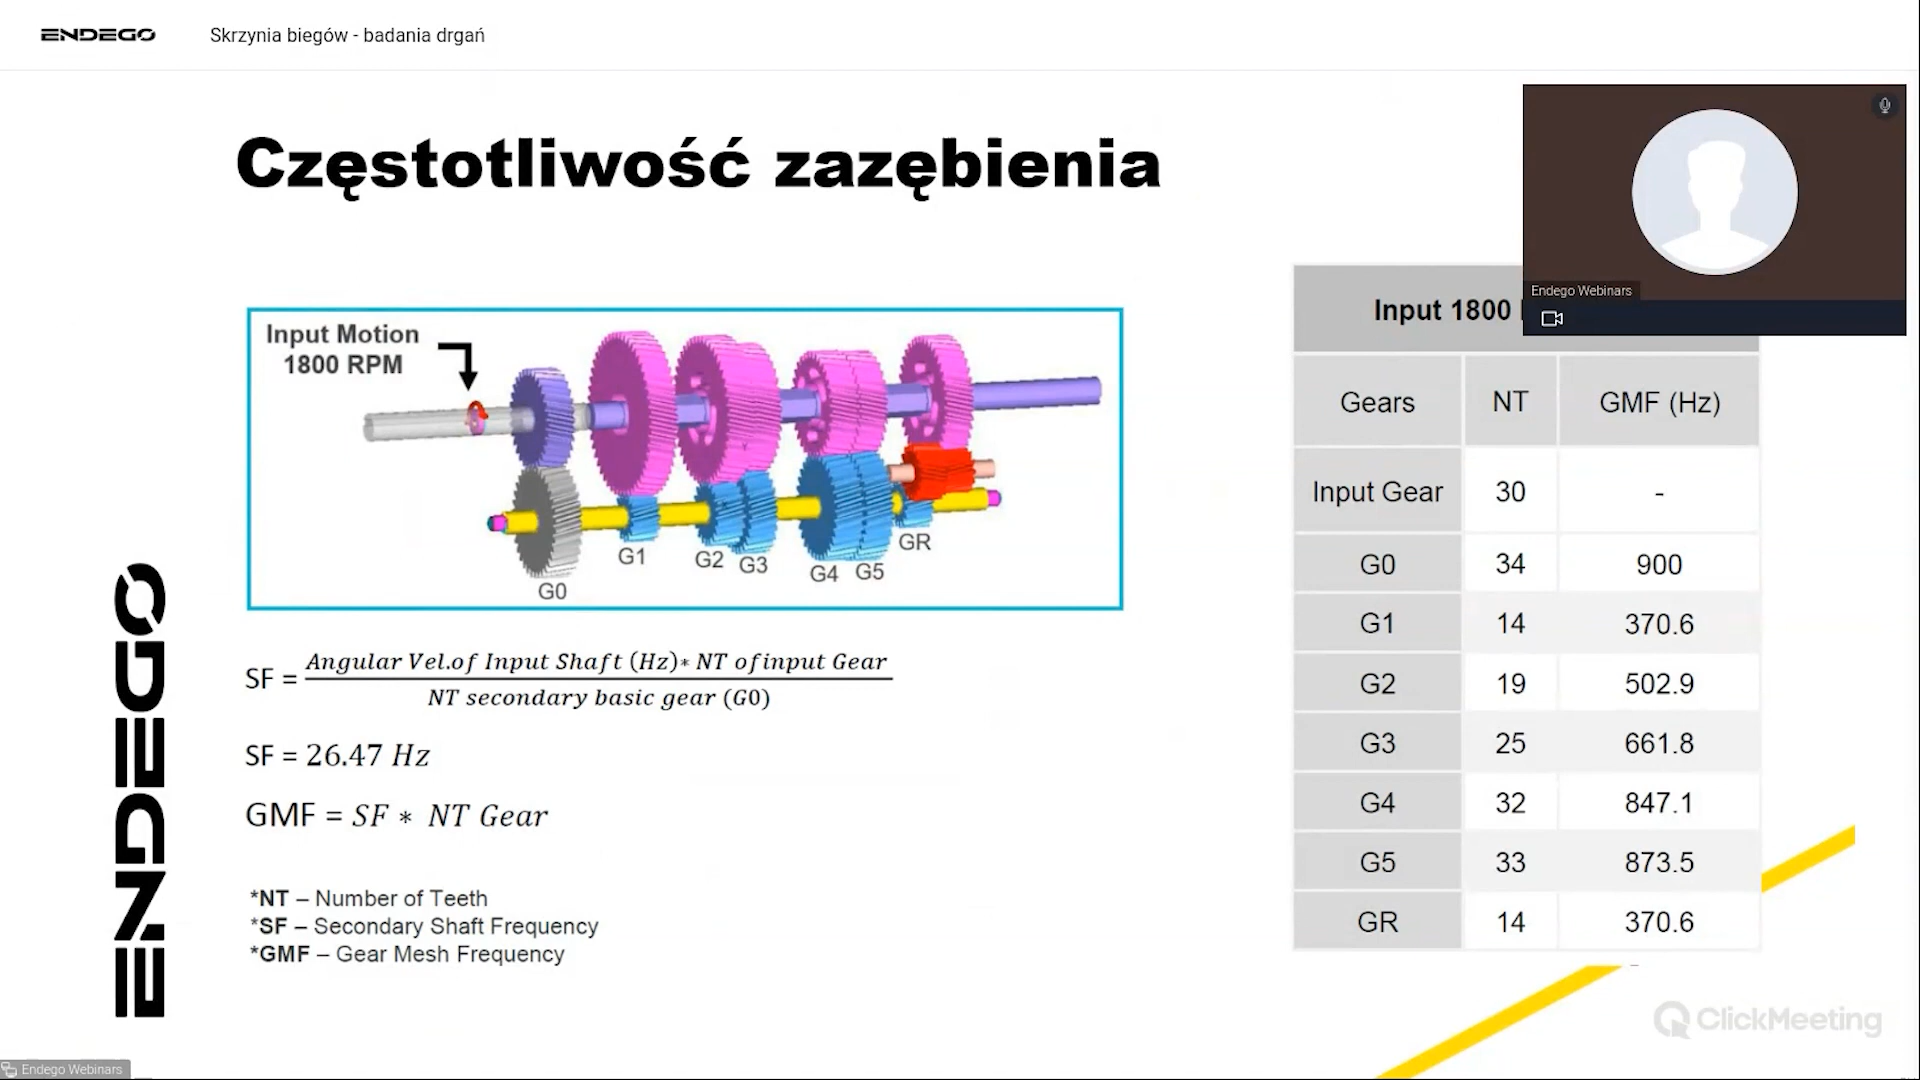 ENDEGO
Skrzynia biegów - badania drgań
Częstotliwość zazębienia
Endego Webinars
Input Motion
1800 RPM
G0
G1
G2
G3
G4
G5
GR
SF = Angular Vel.of Input Shaft (Hz)* NT ofinput Gear
NT secondary basic gear (G0)
SF = 26.47 Hz
GMF = SF * NT Gear
*NT – Number of Teeth
*SF – Secondary Shaft Frequency
*GMF – Gear Mesh Frequency
ENDEGO
Input 1800
Gears NT GMF (Hz)
Input Gear 30 -
G0 34 900
G1 14 370.6
G2 19 502.9
G3 25 661.8
G4 32 847.1
G5 33 873.5
GR 14 370.6
ClickMeeting
Endego Webinars